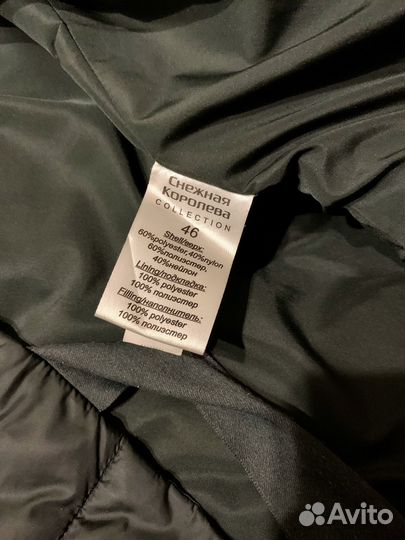 Снежная
Королева
COLLECTION
46
Shell/верх:
60%polyester,40%nylon
60%полиэстер,
40%нейлон
Lining/подкладка:
100% polyester
100% полиэстер
Filling/наполнитель:
100% polyester
100% полиэстер
Avito